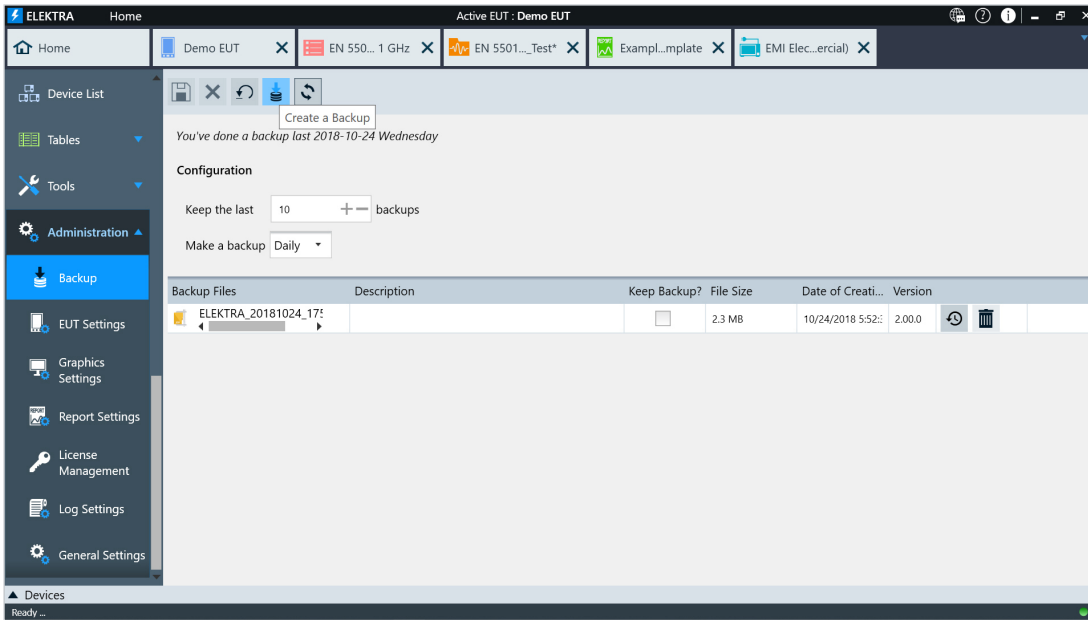 ELEKTRA Home Active EUT : Demo EUT
Home Demo EUT EN 550... 1 GHz EN 5501..._Test* Exampl...mplate EMI Elec...ercial)
Device List
Tables
Tools
Administration
Backup
EUT Settings
Graphics
Settings
REPORT
Report Settings
License
Management
Log Settings
General Settings
Create a Backup
You've done a backup last 2018-10-24 Wednesday
Configuration
Keep the last 10 backups
Make a backup Daily
Backup Files Description Keep Backup? File Size Date of Creati... Version
ELEKTRA_20181024_175 2.3 MB 10/24/2018 5:52:3 2.00.0
Devices
Ready ...